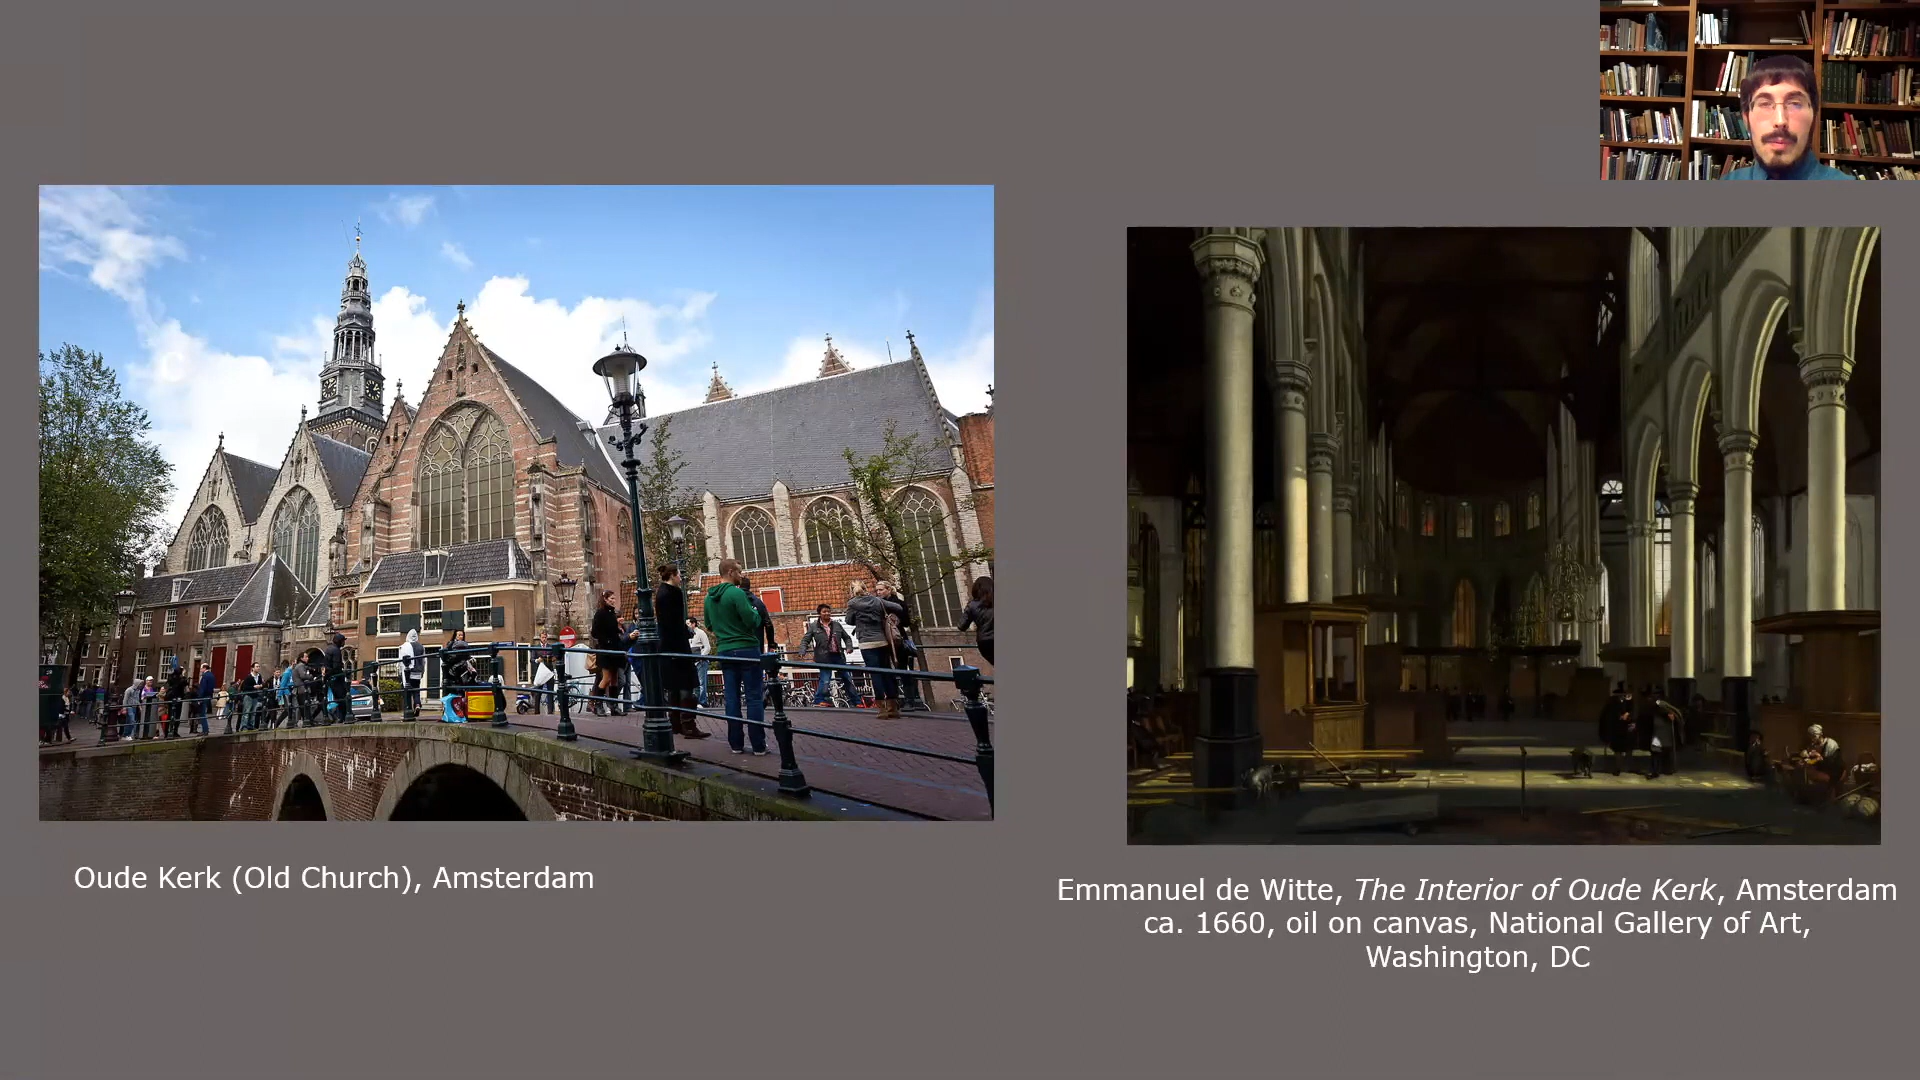 Oude Kerk (Old Church), Amsterdam
Emmanuel de Witte, The Interior of Oude Kerk, Amsterdam
ca. 1660, oil on canvas, National Gallery of Art,
Washington, DC